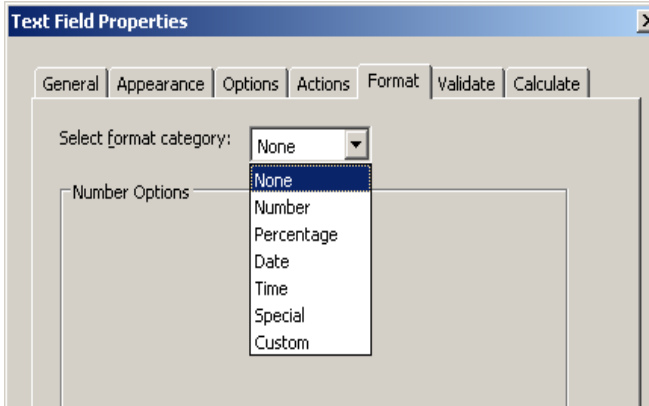 Text Field Properties
General Appearance Options Actions Format Validate Calculate
Select format category: None
None
Number Options
Number
Percentage
Date
Time
Special
Custom